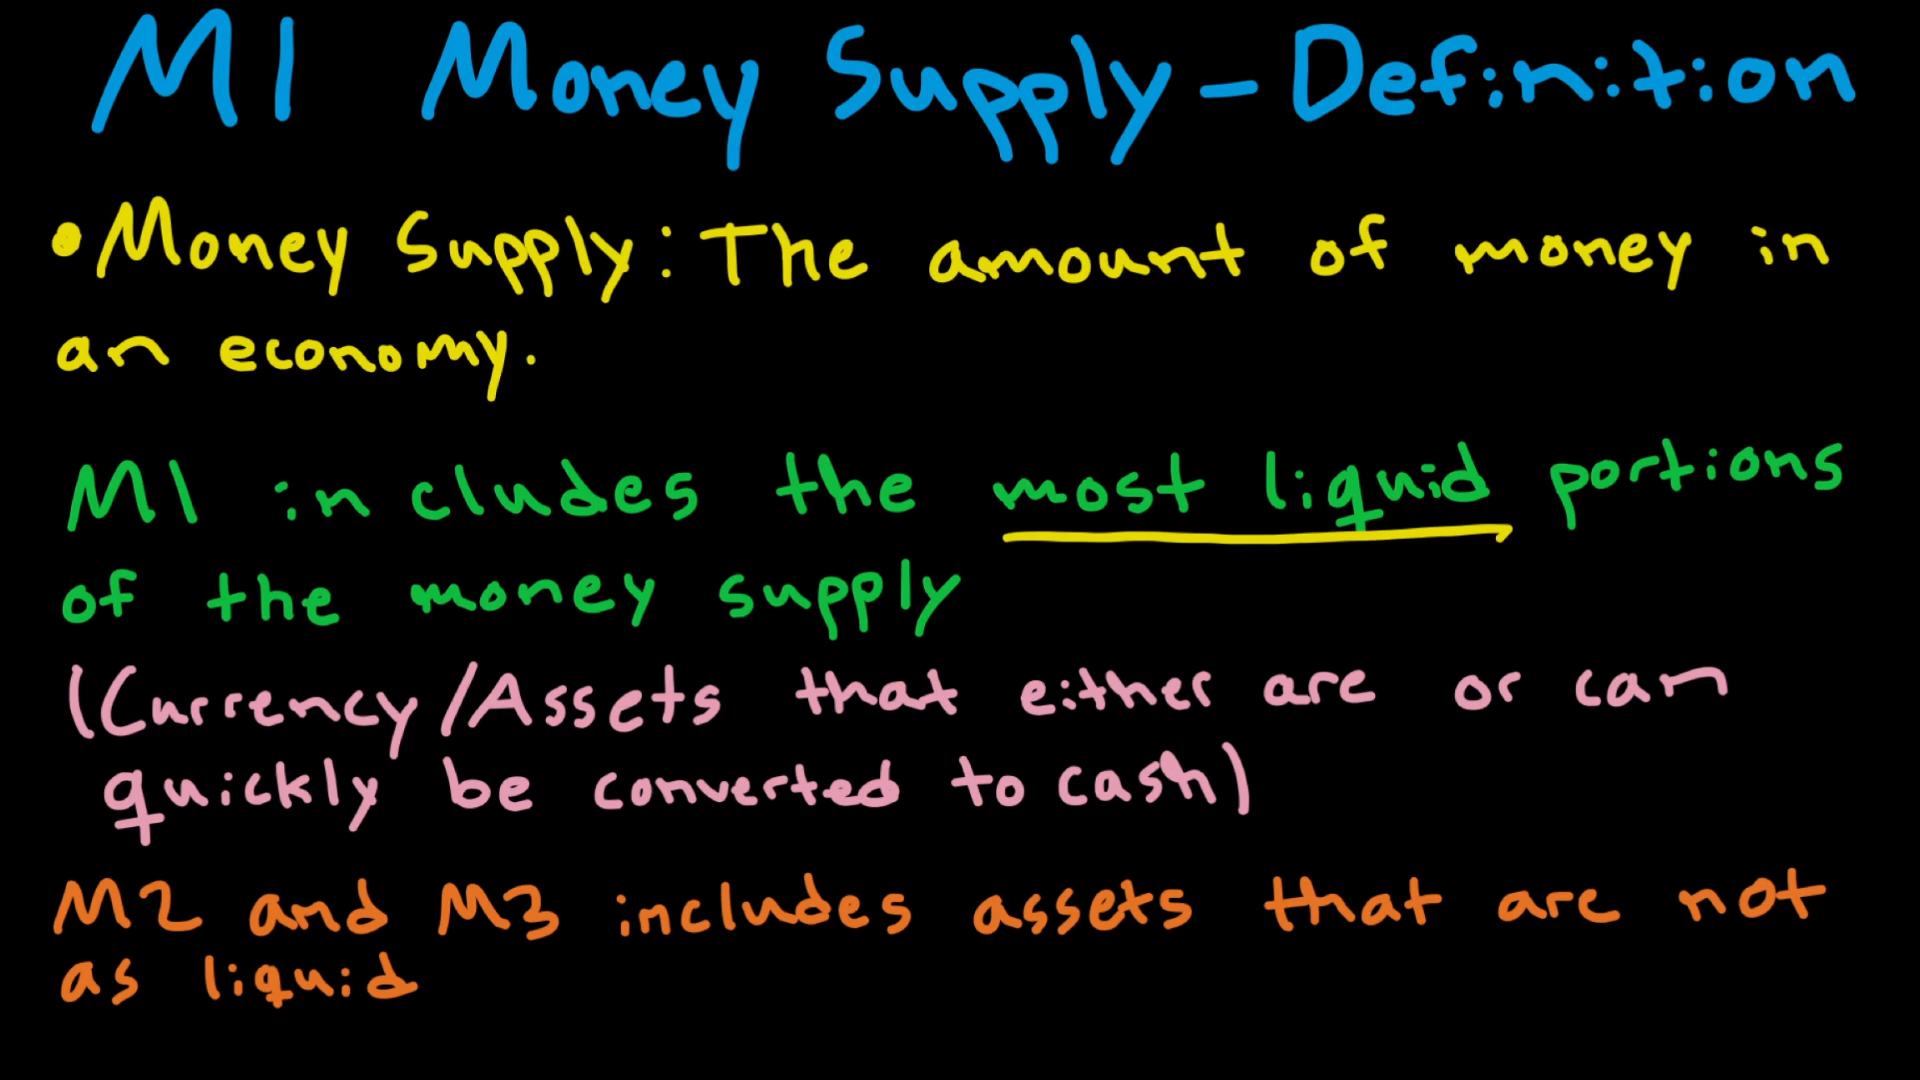 M1 Money Supply - Definition
• Money Supply: The amount of money in
an economy.
M1 includes the most liquid portions
of the money supply
(Currency/Assets that either are or can
quickly be converted to cash)
M2 and M3 includes assets that are not
as liquid